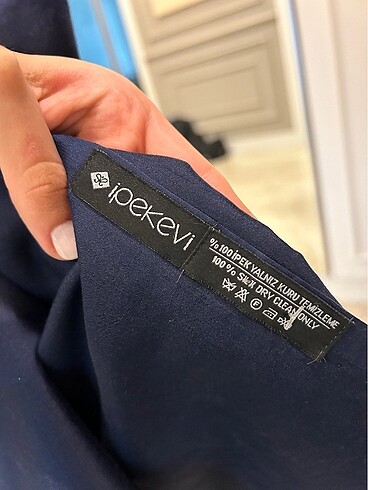 ipekevi
%100 İPEK YALNIZ KURU TEMİZLEME
100% SILK DRY CLEAN ONLY